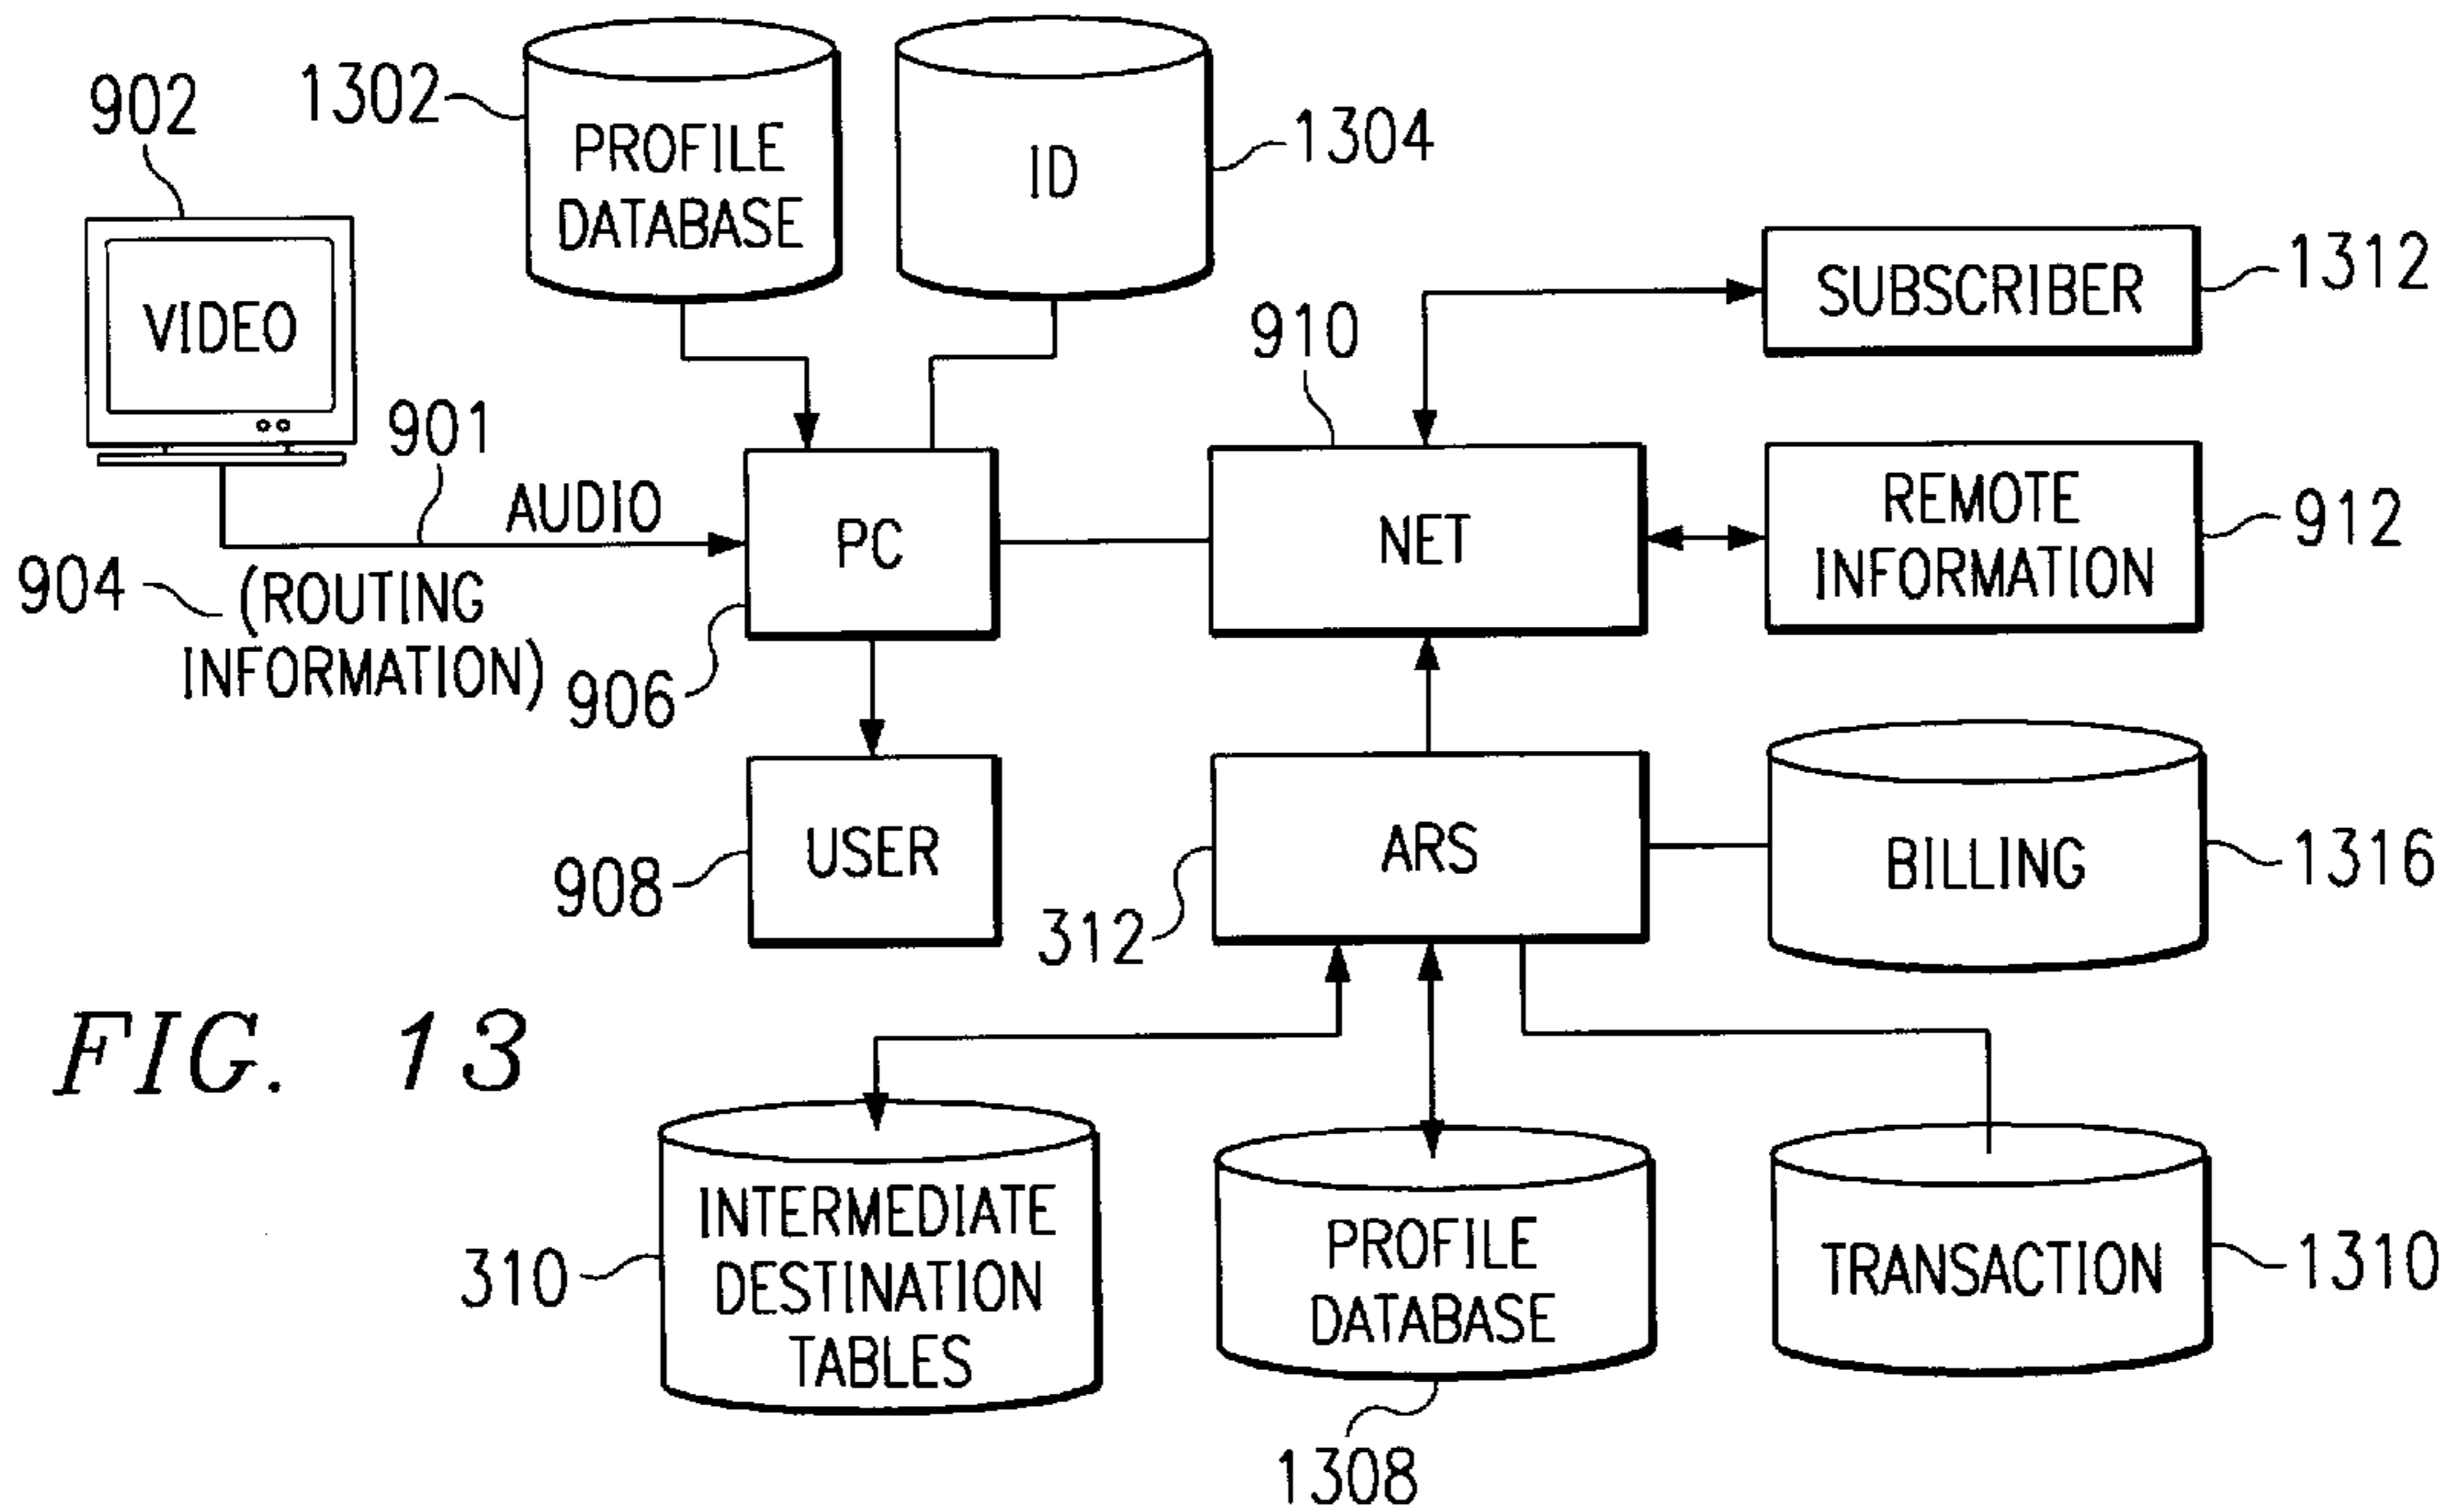 902
1302
PROFILE
DATABASE
ID
1304
VIDEO
901
AUDIO
904
(ROUTING
INFORMATION)
PC
906
910
NET
SUBSCRIBER
1312
REMOTE
INFORMATION
912
USER
908
ARS
312
BILLING
1316
FIG. 13
INTERMEDIATE
DESTINATION
TABLES
310
PROFILE
DATABASE
1308
TRANSACTION
1310